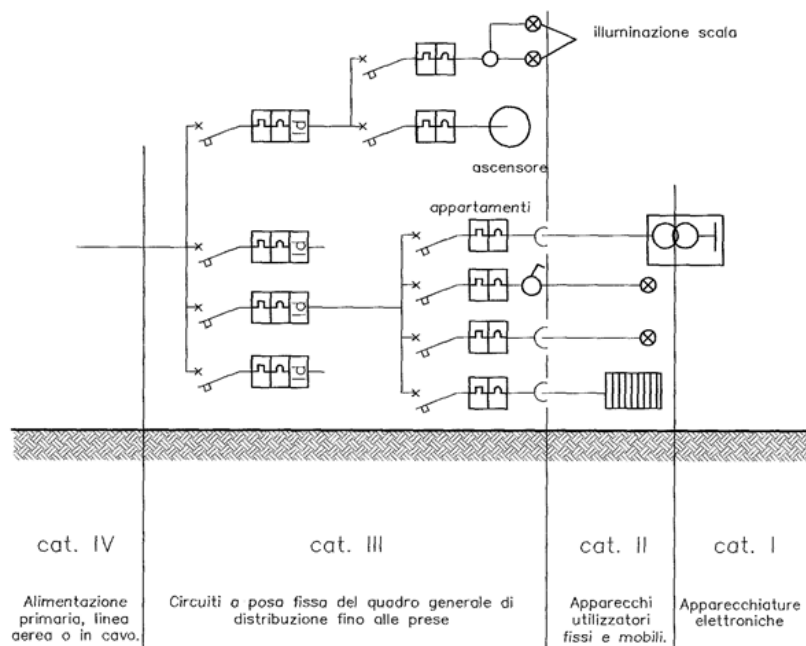 illuminazione scala
Id
ascensore
appartamenti
Id
Id
Id
cat. IV
cat. III
cat. II
cat. I
Alimentazione
primaria, linea
aerea o in cavo.
Circuiti a posa fissa del quadro generale di
distribuzione fino alle prese
Apparecchi
utilizzatori
fissi e mobili.
Apparecchiature
elettroniche